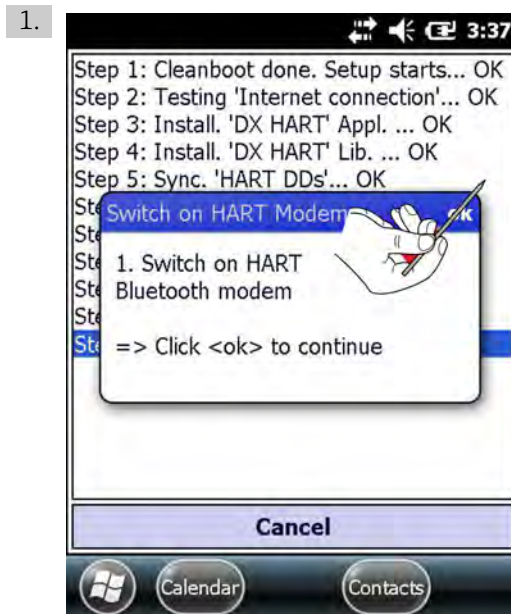 1.
3:37
Step 1: Cleanboot done. Setup starts... OK
Step 2: Testing 'Internet connection'... OK
Step 3: Install. 'DX HART' Appl. ... OK
Step 4: Install. 'DX HART' Lib. ... OK
Step 5: Sync. 'HART DDs'... OK
Switch on HART Modem
ok
1. Switch on HART
Bluetooth modem
=> Click <ok> to continue
Cancel
Calendar
Contacts